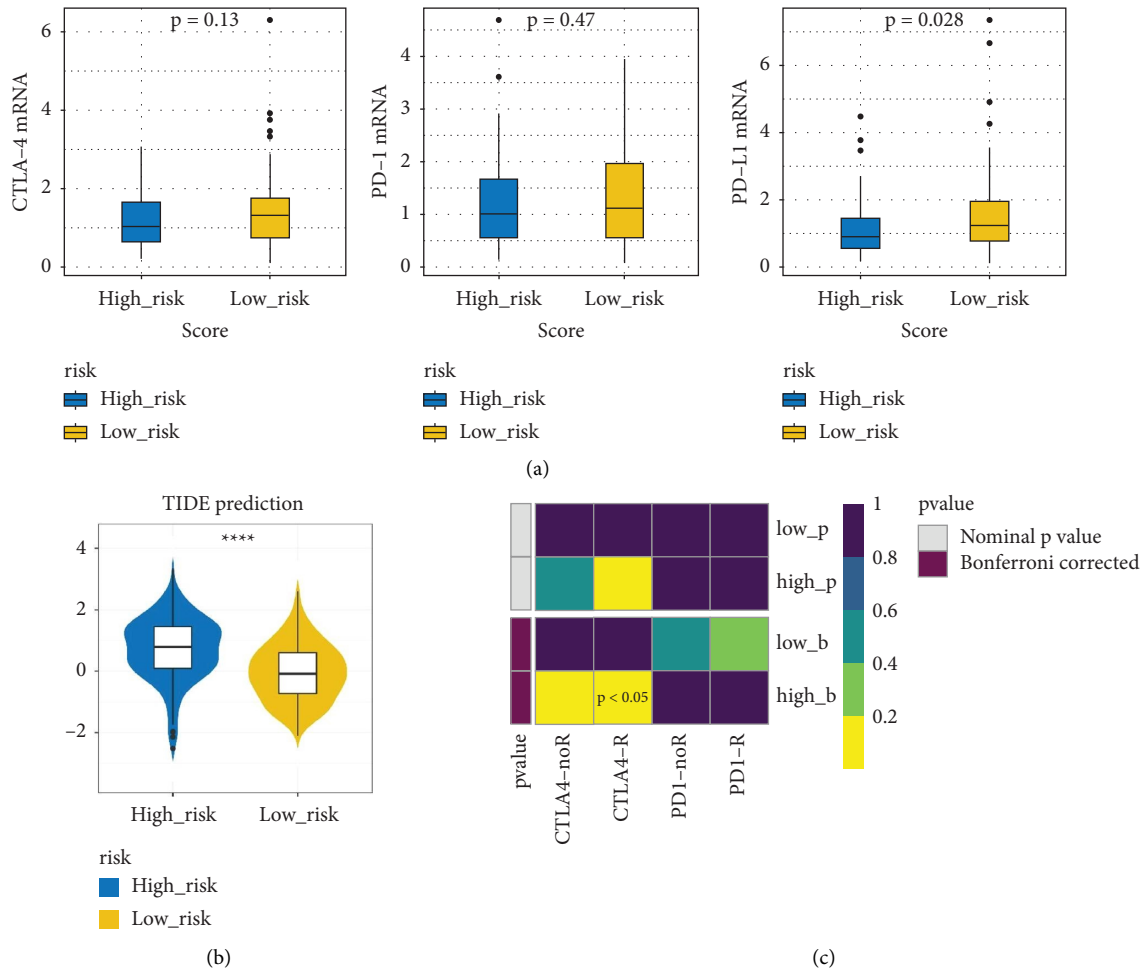 p = 0.13
CTLA–4 mRNA
6
4
2
0
High_risk
Low_risk
Score
risk
High_risk
Low_risk
p = 0.47
PD–1 mRNA
4
3
2
1
0
High_risk
Low_risk
Score
risk
High_risk
Low_risk
p = 0.028
PD–L1 mRNA
6
4
2
0
High_risk
Low_risk
Score
risk
High_risk
Low_risk
(a)
TIDE prediction
****
4
2
0
−2
High_risk
Low_risk
risk
High_risk
Low_risk
(b)
low_p
high_p
low_b
high_b
p < 0.05
pvalue
CTLA4–noR
CTLA4–R
PD1–noR
PD1–R
1
0.8
0.6
0.4
0.2
pvalue
Nominal p value
Bonferroni corrected
(c)